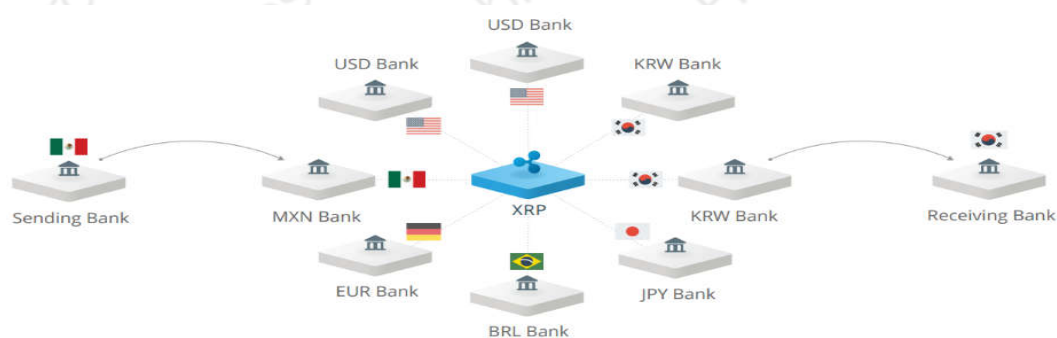 USD Bank
USD Bank
KRW Bank
Sending Bank
MXN Bank
XRP
KRW Bank
Receiving Bank
EUR Bank
JPY Bank
BRL Bank